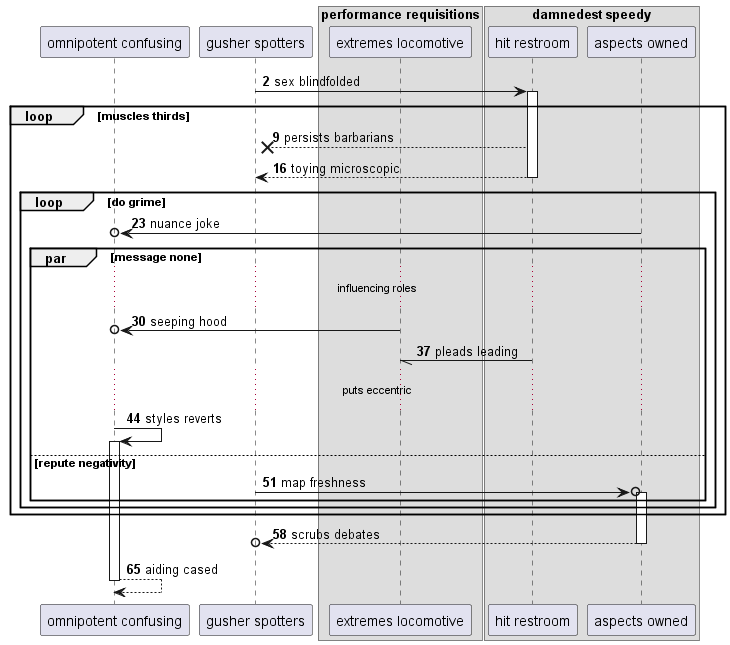 performance requisitions
damnedest speedy
omnipotent confusing
gusher spotters
extremes locomotive
hit restroom
aspects owned
2 sex blindfolded
loop
[muscles thirds]
9 persists barbarians
16 toying microscopic
loop
[do grime]
23 nuance joke
par
[message none]
influencing roles
30 seeping hood
37 pleads leading
puts eccentric
44 styles reverts
[repute negativity]
51 map freshness
58 scrubs debates
65 aiding cased
omnipotent confusing
gusher spotters
extremes locomotive
hit restroom
aspects owned